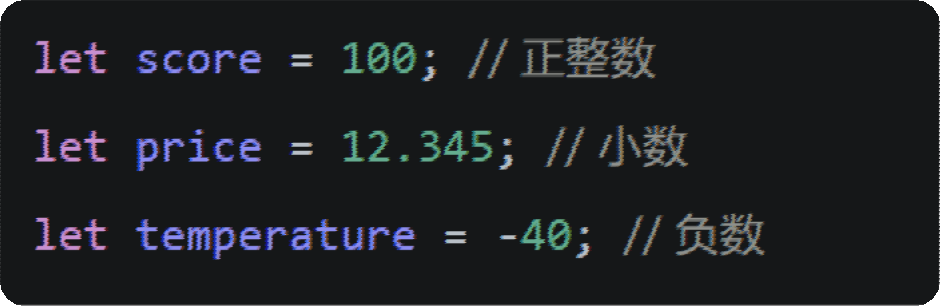 let score = 100; // 正整数
let price = 12.345; // 小数
let temperature = -40; // 负数